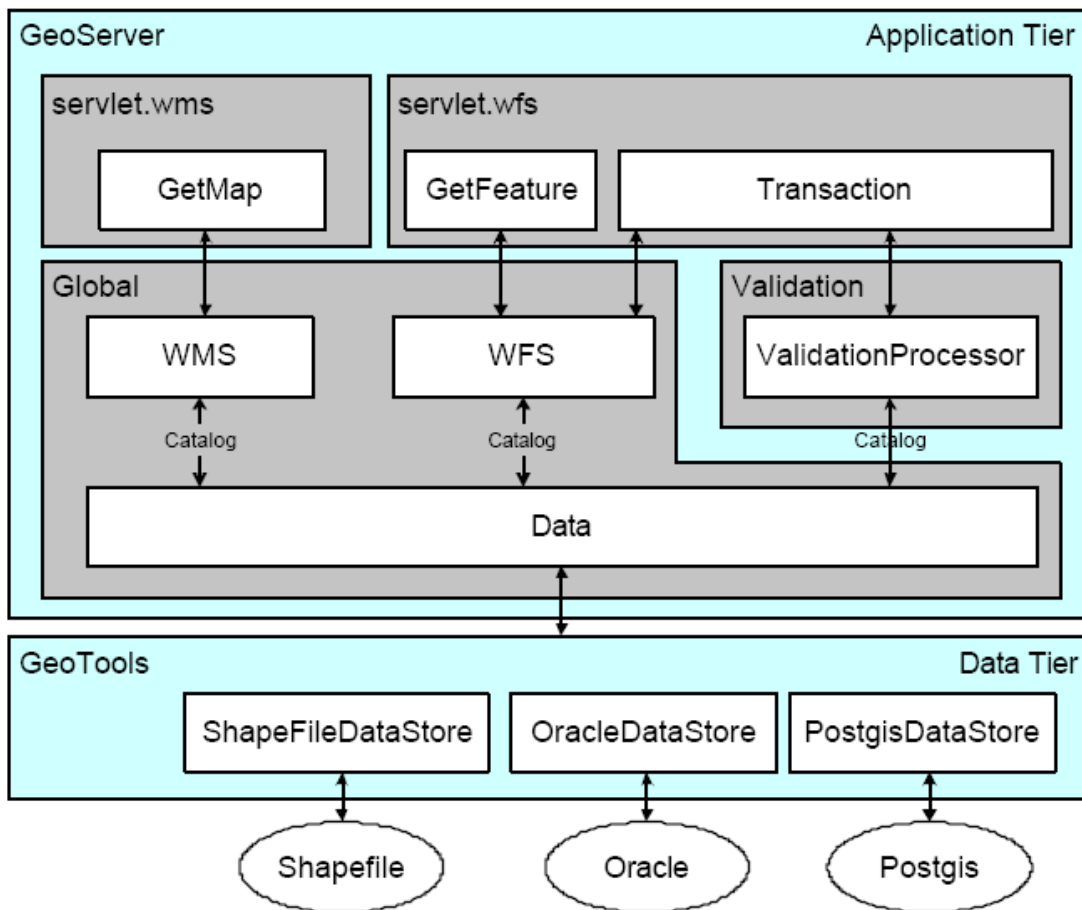 GeoServer
Application Tier
servlet.wms
servlet.wfs
GetMap
GetFeature
Transaction
Global
Validation
WMS
WFS
ValidationProcessor
Catalog
Catalog
Catalog
Data
GeoTools
Data Tier
ShapeFileDataStore
OracleDataStore
PostgisDataStore
Shapefile
Oracle
Postgis